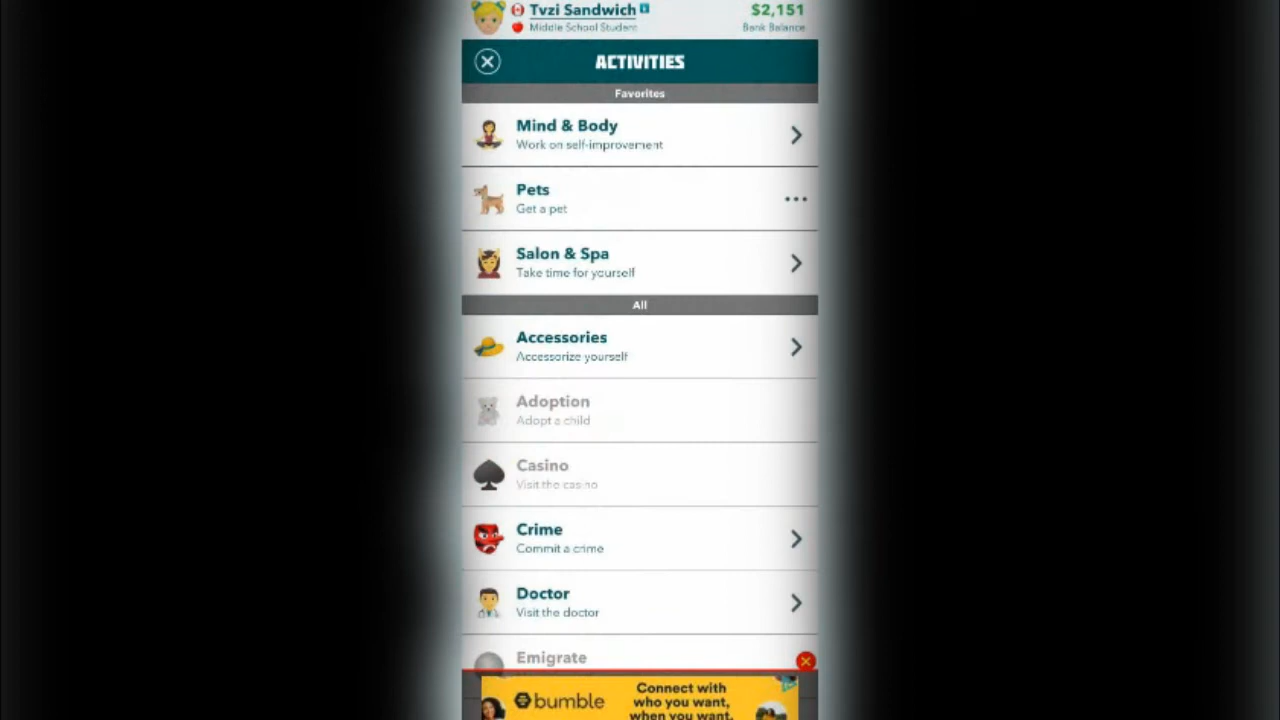 Tvzi Sandwich
$2,151
Middle School Student
Bank Balance
ACTIVITIES
Favorites
Mind & Body
Work on self-improvement
Pets
Get a pet
Salon & Spa
Take time for yourself
All
Accessories
Accessorize yourself
Adoption
Adopt a child
Casino
Visit the casino
Crime
Commit a crime
Doctor
Visit the doctor
Emigrate
bumble
Connect with
who you want,
when you want.